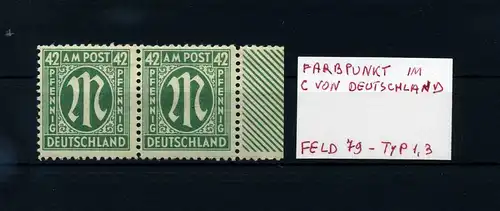 42 AM POST 42
PFENNIG M PFENNIG
DEUTSCHLAND
42 AM POST 42
PFENNIG M PFENNIG
DEUTSCHLAND
FARBPUNKT IM
C VON DEUTSCHLAND
FELD 79 - TYP 1,3